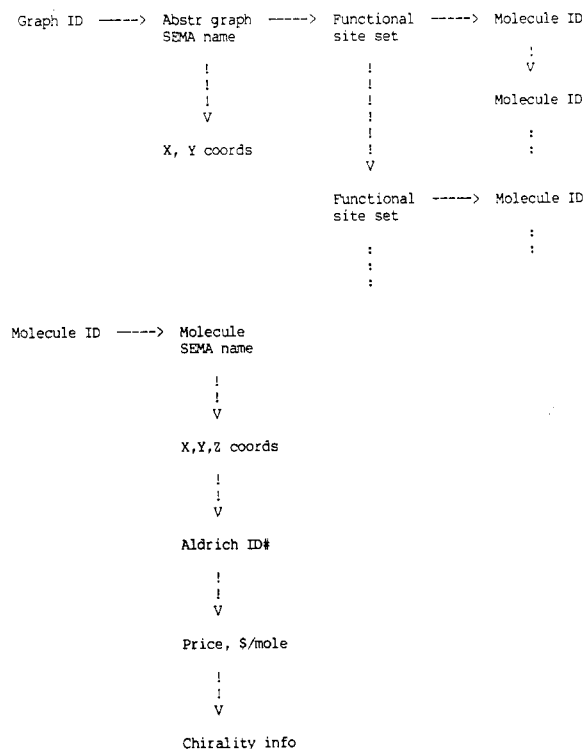 Graph ID -----> Abstr graph -----> Functional -----> Molecule ID
SEMA name site set
! ! !
! ! V
! ! Molecule ID
V ! :
X, Y coords ! :
V
Functional -----> Molecule ID
site set
: :
: :
:
Molecule ID -----> Molecule
SEMA name
!
!
V
X,Y,Z coords
!
!
V
Aldrich ID#
!
!
V
Price, $/mole
!
!
V
Chirality info